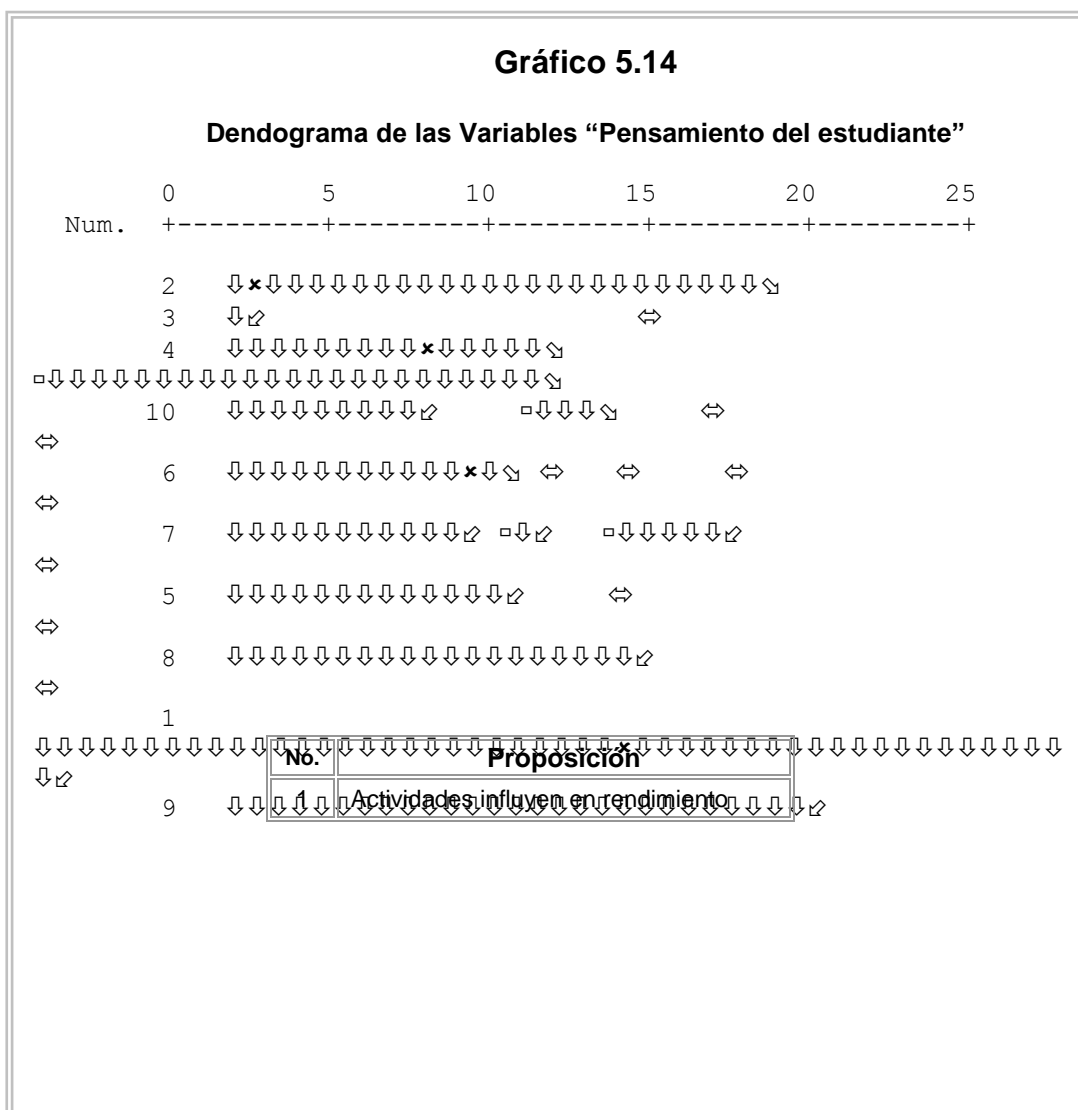 Gráfico 5.14
Dendograma de las Variables “Pensamiento del estudiante”
0 5 10 15 20 25
Num. +---------+---------+---------+---------+---------+
2 ⇩×⇩⇩⇩⇩⇩⇩⇩⇩⇩⇩⇩⇩⇩⇩⇩⇩⇩⇩⇩⇩⇩⇩⇩⬂
3 ⇩⬃ ⇔
4 ⇩⇩⇩⇩⇩⇩⇩⇩⇩×⇩⇩⇩⇩⇩⬂
▫⇩⇩⇩⇩⇩⇩⇩⇩⇩⇩⇩⇩⇩⇩⇩⇩⇩⇩⇩⇩⇩⇩⇩⬂
10 ⇩⇩⇩⇩⇩⇩⇩⇩⇩⬃ ▫⇩⇩⇩⬂ ⇔
⇔
6 ⇩⇩⇩⇩⇩⇩⇩⇩⇩⇩⇩×⇩⬂ ⇔ ⇔ ⇔
⇔
7 ⇩⇩⇩⇩⇩⇩⇩⇩⇩⇩⇩⬃ ▫⇩⬃ ▫⇩⇩⇩⇩⇩⬃
⇔
5 ⇩⇩⇩⇩⇩⇩⇩⇩⇩⇩⇩⇩⇩⬃ ⇔
⇔
8 ⇩⇩⇩⇩⇩⇩⇩⇩⇩⇩⇩⇩⇩⇩⇩⇩⇩⇩⇩⬃
⇔
1
⇩⇩⇩⇩⇩⇩⇩⇩⇩⇩⇩⇩⇩⇩⇩⇩⇩⇩⇩⇩⇩⇩⇩⇩⇩⇩⇩×⇩⇩⇩⇩⇩⇩⇩⇩⇩⇩⇩⇩⇩⇩⇩⇩⇩⇩⇩⇩
⇩⬃
No. Proposición
9 ⇩⇩⇩⇩⇩⇩⇩⇩⇩⇩⇩⇩⇩⇩⇩⇩⇩⇩⇩⇩⇩⇩⇩⇩⇩⇩⇩⬃
1 Actividades influyen en rendimiento